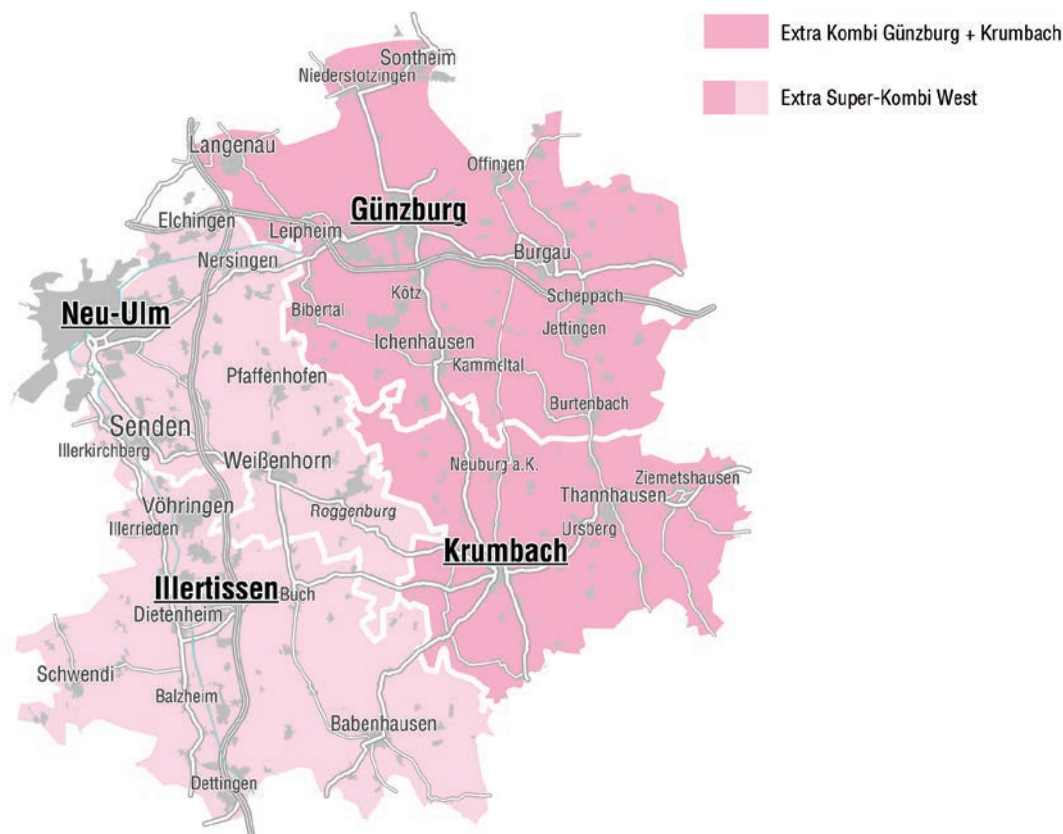 Extra Kombi Günzburg + Krumbach
Extra Super-Kombi West
Sontheim
Niederstotzingen
Langenau
Offingen
Günzburg
Elchingen
Leipheim
Nersingen
Burgau
Kötz
Scheppach
Neu-Ulm
Bibertal
Jettingen
Ichenhausen
Kammeltal
Pfaffenhofen
Burtenbach
Senden
Illerkirchberg
Weißenhorn
Neuburg a.K.
Ziemetshausen
Thannhausen
Vöhringen
Roggenburg
Illerrieden
Ursberg
Krumbach
Illertissen
Buch
Dietenheim
Schwendi
Balzheim
Babenhausen
Dettingen